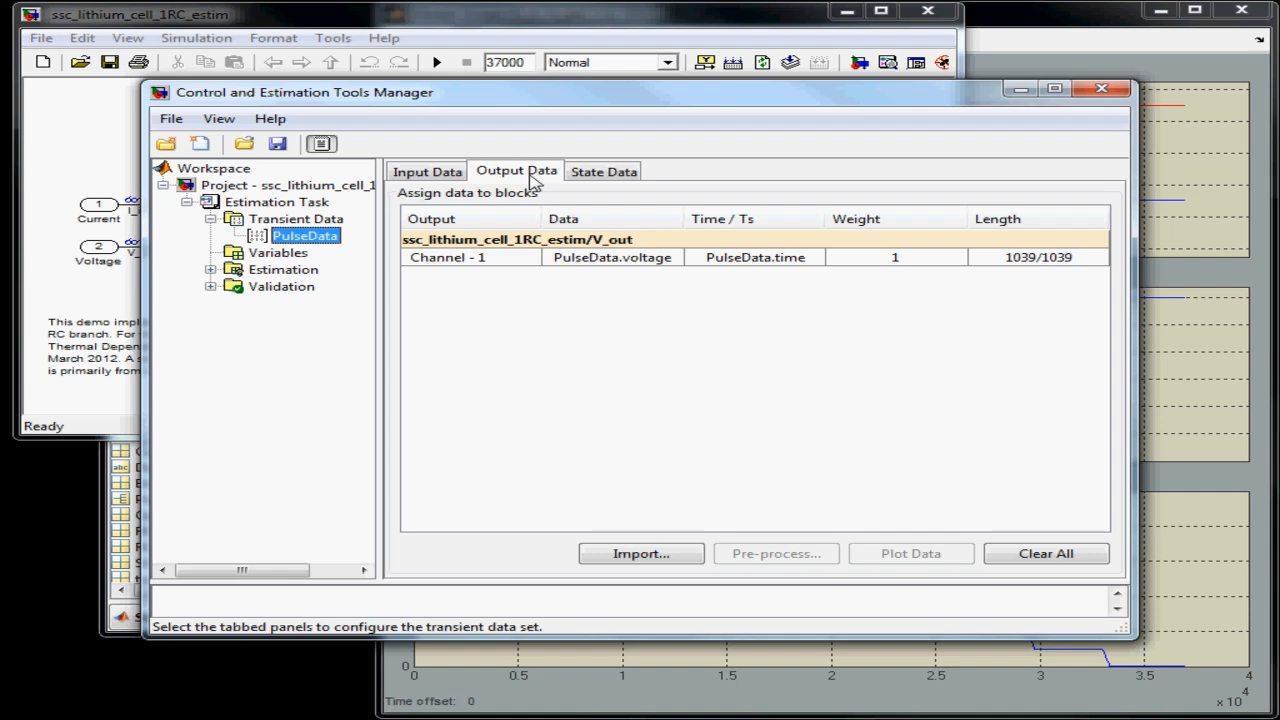 ssc_lithium_cell_1RC_estim
File Edit View Simulation Format Tools Help
37000 Normal
Control and Estimation Tools Manager
File View Help
Workspace
Project - ssc_lithium_cell_1
Estimation Task
Transient Data
PulseData
Variables
Estimation
Validation
Input Data Output Data State Data
Assign data to blocks
Output Data Time / Ts Weight Length
ssc_lithium_cell_1RC_estim/V_out
Channel - 1 PulseData.voltage PulseData.time 1 1039/1039
Import... Pre-process... Plot Data Clear All
Select the tabbed panels to configure the transient data set.
1
Current
2
Voltage
This demo impl
RC branch. For
Thermal Depen
March 2012. A s
is primarily from
Ready
abc
0
0 0.5 1 1.5 2 2.5 3 3.5 4
x 10 4
Time offset: 0